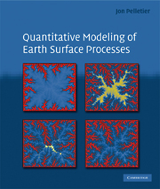 Jon Pelletier
Quantitative Modeling of
Earth Surface Processes
CAMBRIDGE